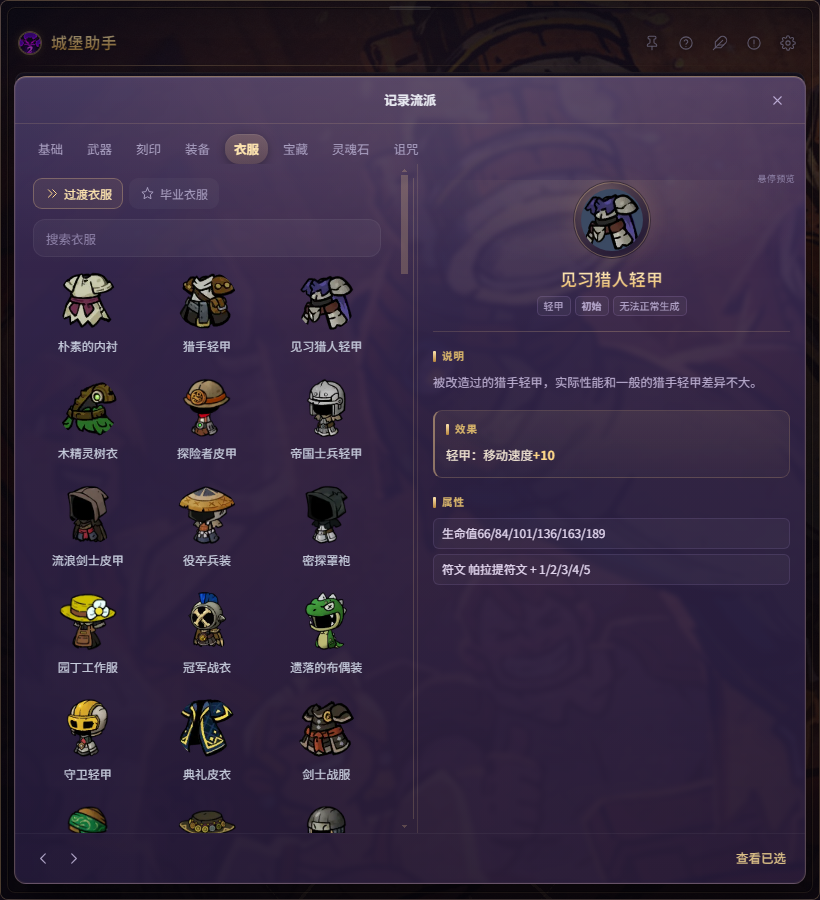 城堡助手
记录流派
基础 武器 刻印 装备 衣服 宝藏 灵魂石 诅咒
过渡衣服 毕业衣服
搜索衣服
朴素的内衬 猎手轻甲 见习猎人轻甲
木精灵树衣 探险者皮甲 帝国士兵轻甲
流浪剑士皮甲 役卒兵装 密探罩袍
园丁工作服 冠军战衣 遗落的布偶装
守卫轻甲 典礼皮衣 剑士战服
悬停预览
见习猎人轻甲
轻甲 初始 无法正常生成
说明
被改造过的猎手轻甲，实际性能和一般的猎手轻甲差异不大。
效果
轻甲：移动速度+10
属性
生命值66/84/101/136/163/189
符文 帕拉提符文 + 1/2/3/4/5
查看已选